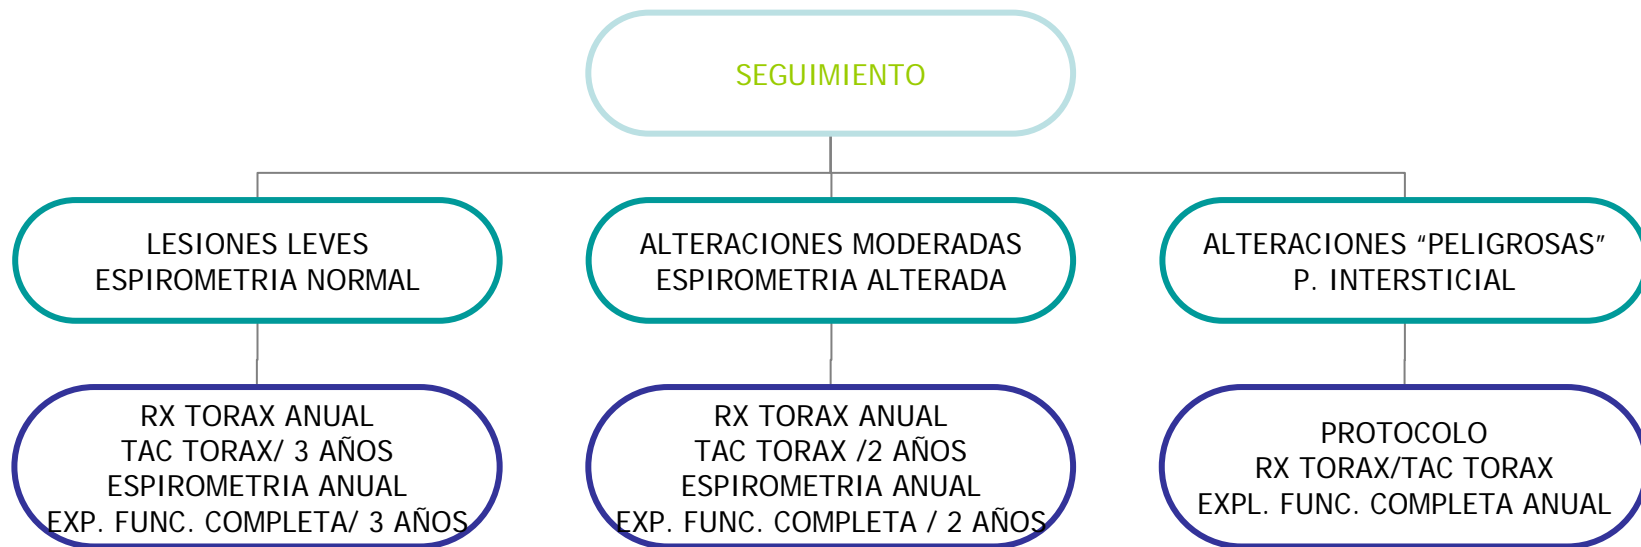 SEGUIMIENTO
LESIONES LEVES
ESPIROMETRIA NORMAL
ALTERACIONES MODERADAS
ESPIROMETRIA ALTERADA
ALTERACIONES “PELIGROSAS”
P. INTERSTICIAL
RX TORAX ANUAL
TAC TORAX/ 3 AÑOS
ESPIROMETRIA ANUAL
EXP. FUNC. COMPLETA/ 3 AÑOS
RX TORAX ANUAL
TAC TORAX /2 AÑOS
ESPIROMETRIA ANUAL
EXP. FUNC. COMPLETA / 2 AÑOS
PROTOCOLO
RX TORAX/TAC TORAX
EXPL. FUNC. COMPLETA ANUAL